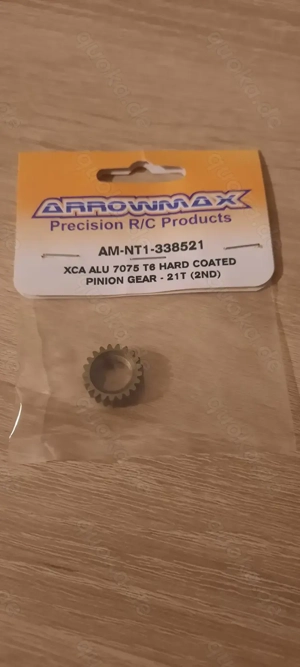 ARROWMAX
Precision R/C Products
AM-NT1-338521
XCA ALU 7075 T6 HARD COATED
PINION GEAR - 21T (2ND)